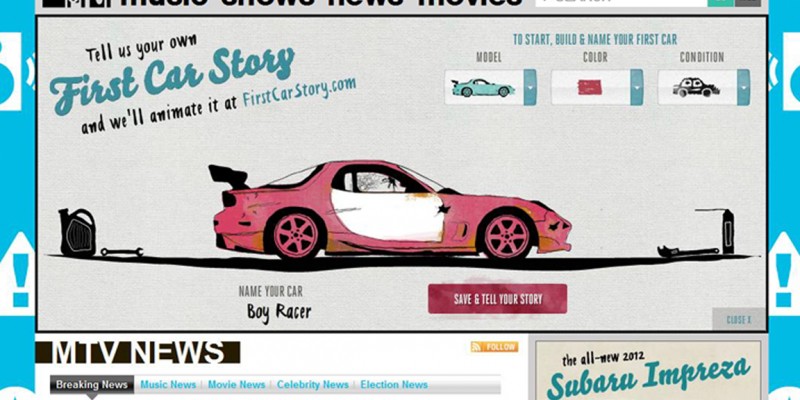 music shows news movies
SEARCH
Tell us your own
First Car Story
and we'll animate it at FirstCarStory.com
TO START, BUILD & NAME YOUR FIRST CAR
MODEL COLOR CONDITION
NAME YOUR CAR
Boy Racer
SAVE & TELL YOUR STORY
CLOSE X
MTV NEWS
FOLLOW
Breaking News Music News Movie News Celebrity News Election News
the all-new 2012
Subaru Impreza